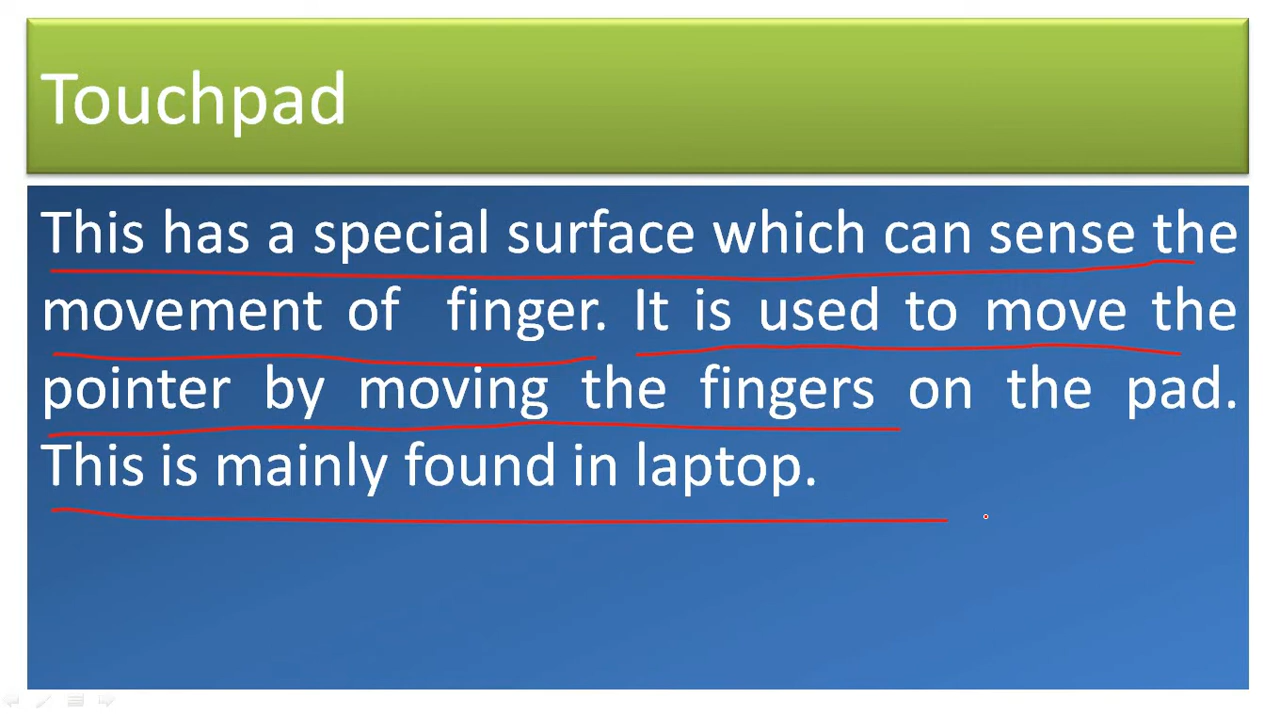 Touchpad
This has a special surface which can sense the
movement of finger. It is used to move the
pointer by moving the fingers on the pad.
This is mainly found in laptop.